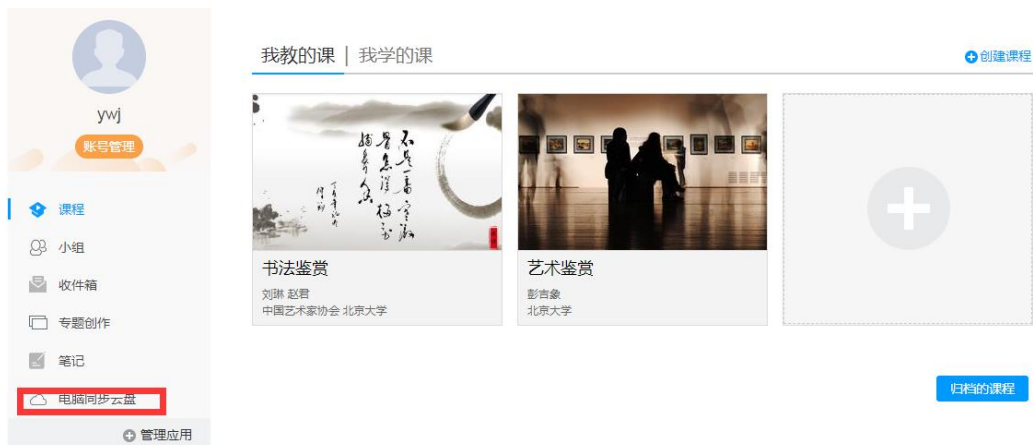 ywj
账号管理
课程
小组
收件箱
专题创作
笔记
电脑同步云盘
管理应用
我教的课 | 我学的课
创建课程
书法鉴赏
刘琳 赵君
中国艺术家协会 北京大学
艺术鉴赏
彭吉象
北京大学
归档的课程